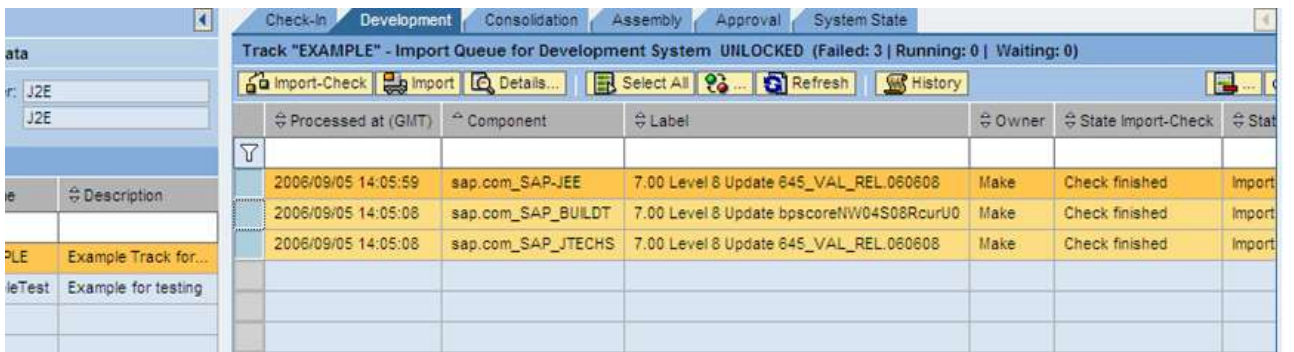 Check-In Development Consolidation Assembly Approval System State
ata
Track "EXAMPLE" - Import Queue for Development System UNLOCKED (Failed: 3 | Running: 0 | Waiting: 0)
r: J2E
Import-Check Import Details... Select All ... Refresh History ...
J2E
Processed at (GMT) Component Label Owner State Import-Check Stat
2006/09/05 14:05:59 sap.com_SAP-JEE 7.00 Level 8 Update 645_VAL_REL.060608 Make Check finished Import
e Description
2006/09/05 14:05:08 sap.com_SAP_BUILDT 7.00 Level 8 Update bpscoreNW04S08RcurU0 Make Check finished Import
2006/09/05 14:05:08 sap.com_SAP_JTECHS 7.00 Level 8 Update 645_VAL_REL.060608 Make Check finished Import
PLE Example Track for...
leTest Example for testing